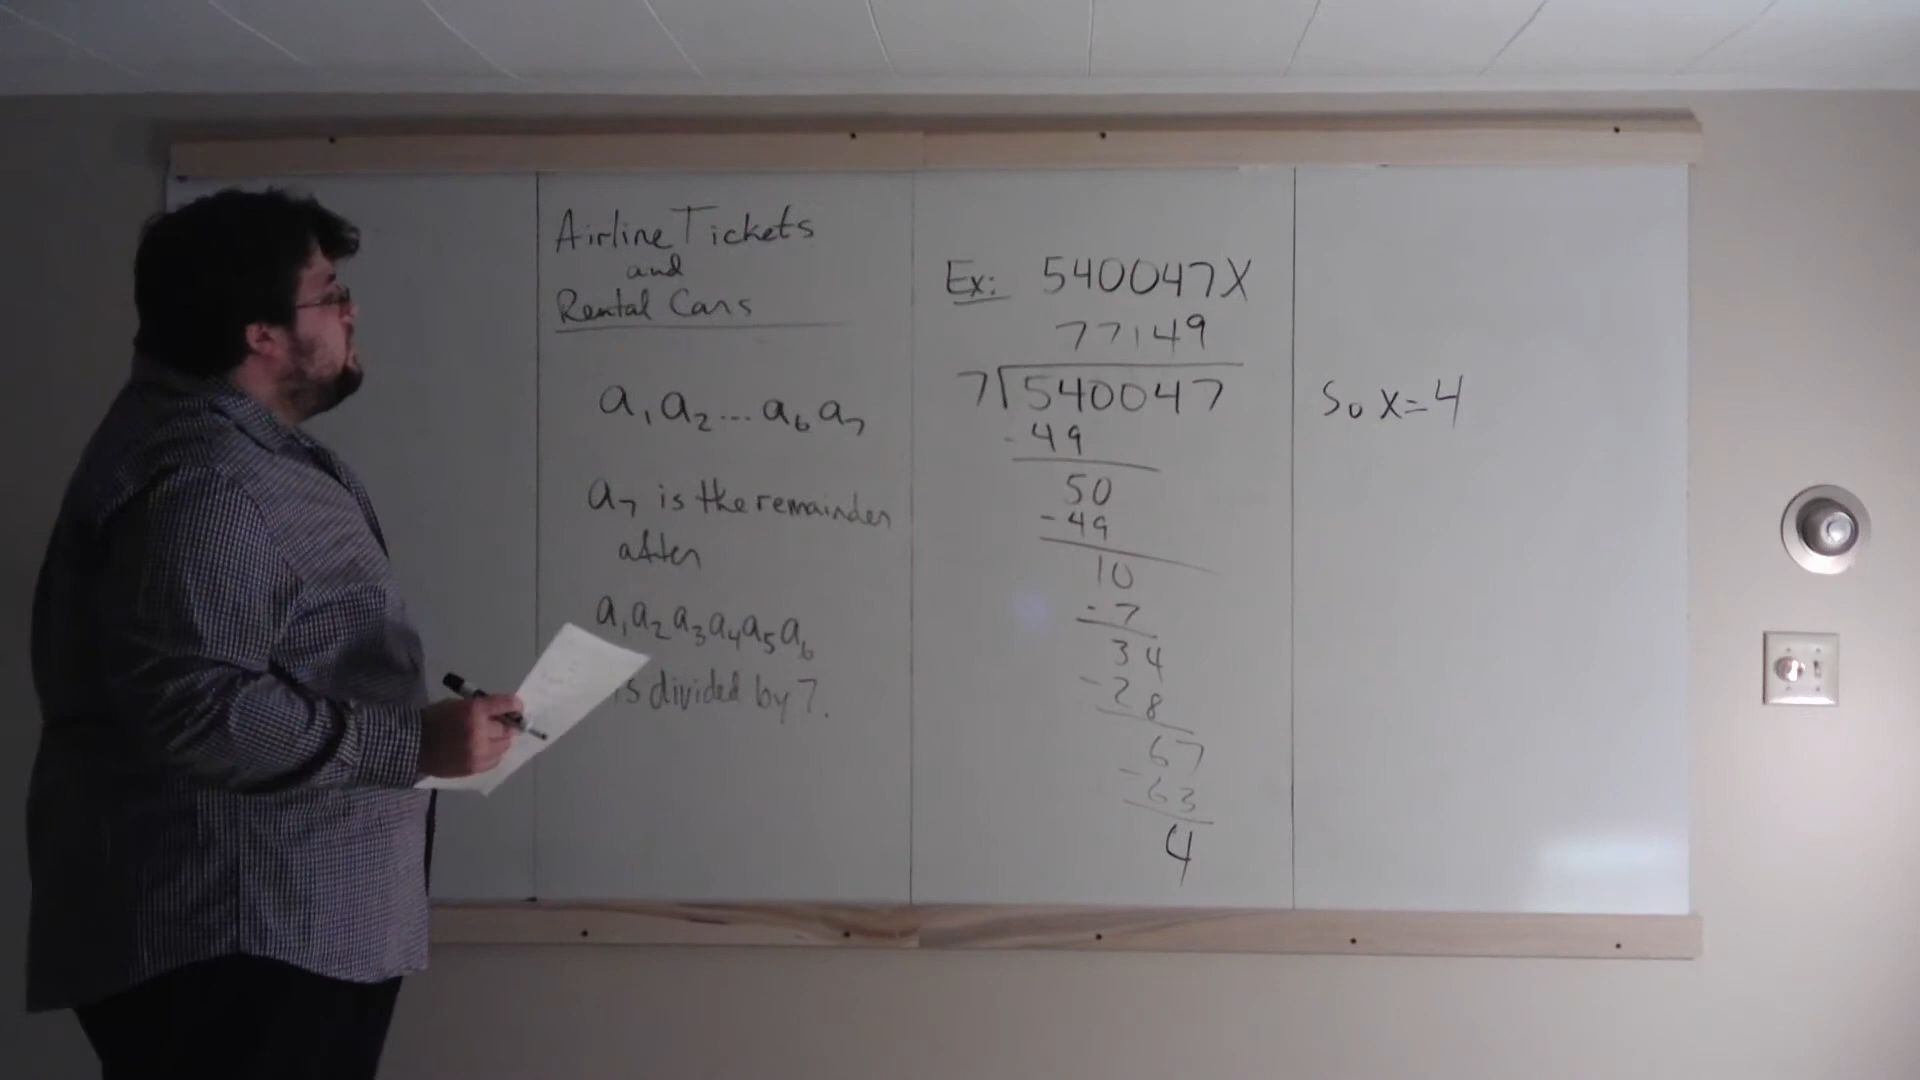 Airline Tickets
and
Rental Cars
a₁a₂...a₆a₇
a₇ is the remainder
after
a₁a₂a₃a₄a₅a₆
is divided by 7.
Ex: 540047X
77149
7)540047
-49
50
-49
10
-7
34
-28
67
-63
4
So X=4